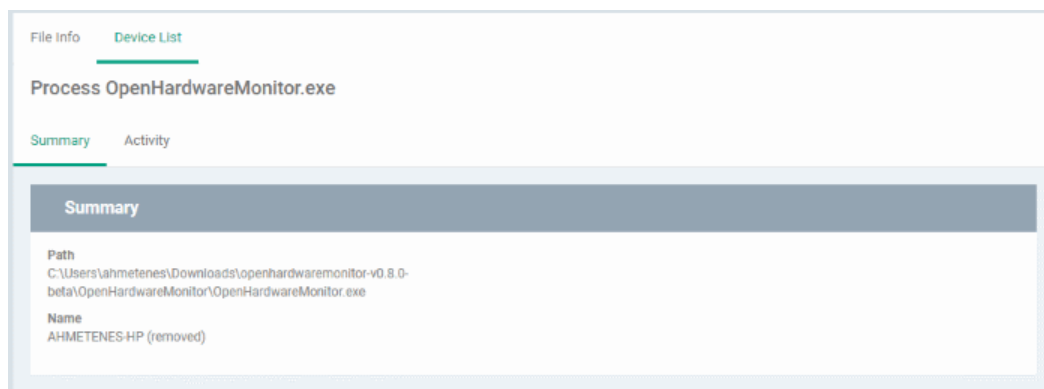 File Info Device List
Process OpenHardwareMonitor.exe
Summary Activity
Summary
Path
C:\Users\ahmetenes\Downloads\openhardwaremonitor-v0.8.0-
beta\OpenHardwareMonitor\OpenHardwareMonitor.exe
Name
AHMETENES-HP (removed)